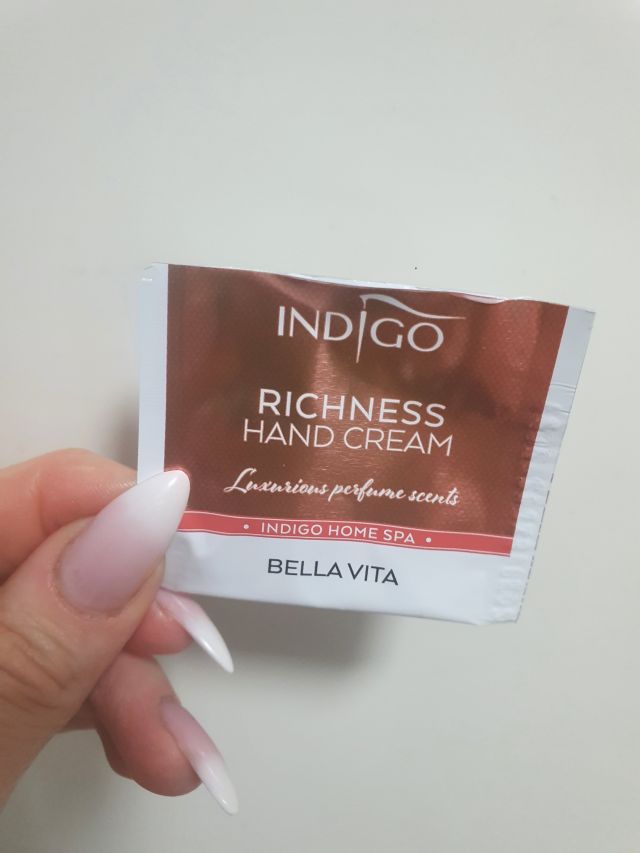 INDIGO
RICHNESS
HAND CREAM
Luxurious perfume scents
• INDIGO HOME SPA •
BELLA VITA